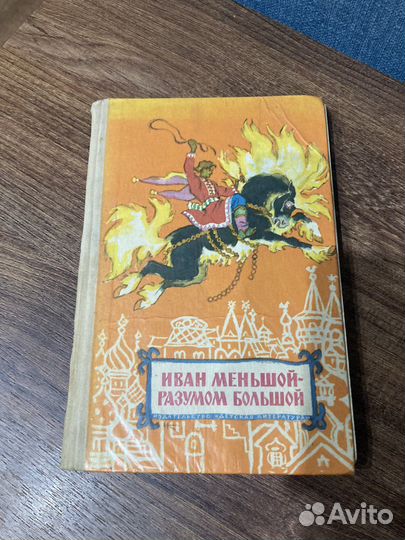 ИВАН МЕНЬШОЙ-
РАЗУМОМ БОЛЬШОЙ
ИЗДАТЕЛЬСТВО «ДЕТСКАЯ ЛИТЕРАТУРА»
Avito